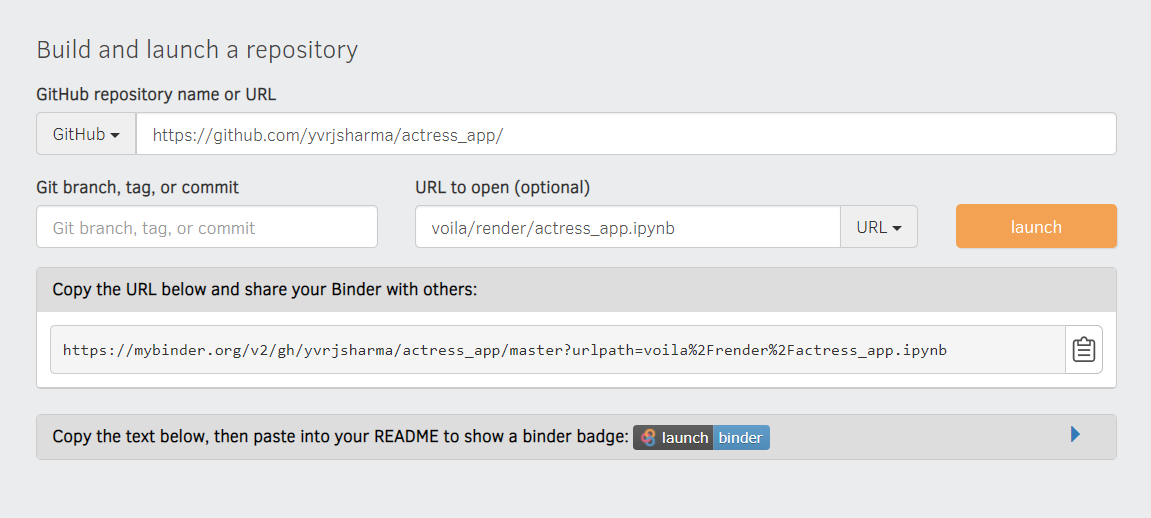 Build and launch a repository
GitHub repository name or URL
GitHub https://github.com/yvrjsharma/actress_app/
Git branch, tag, or commit URL to open (optional)
Git branch, tag, or commit voila/render/actress_app.ipynb URL launch
Copy the URL below and share your Binder with others:
https://mybinder.org/v2/gh/yvrjsharma/actress_app/master?urlpath=voila%2Frender%2Factress_app.ipynb
Copy the text below, then paste into your README to show a binder badge: launch binder